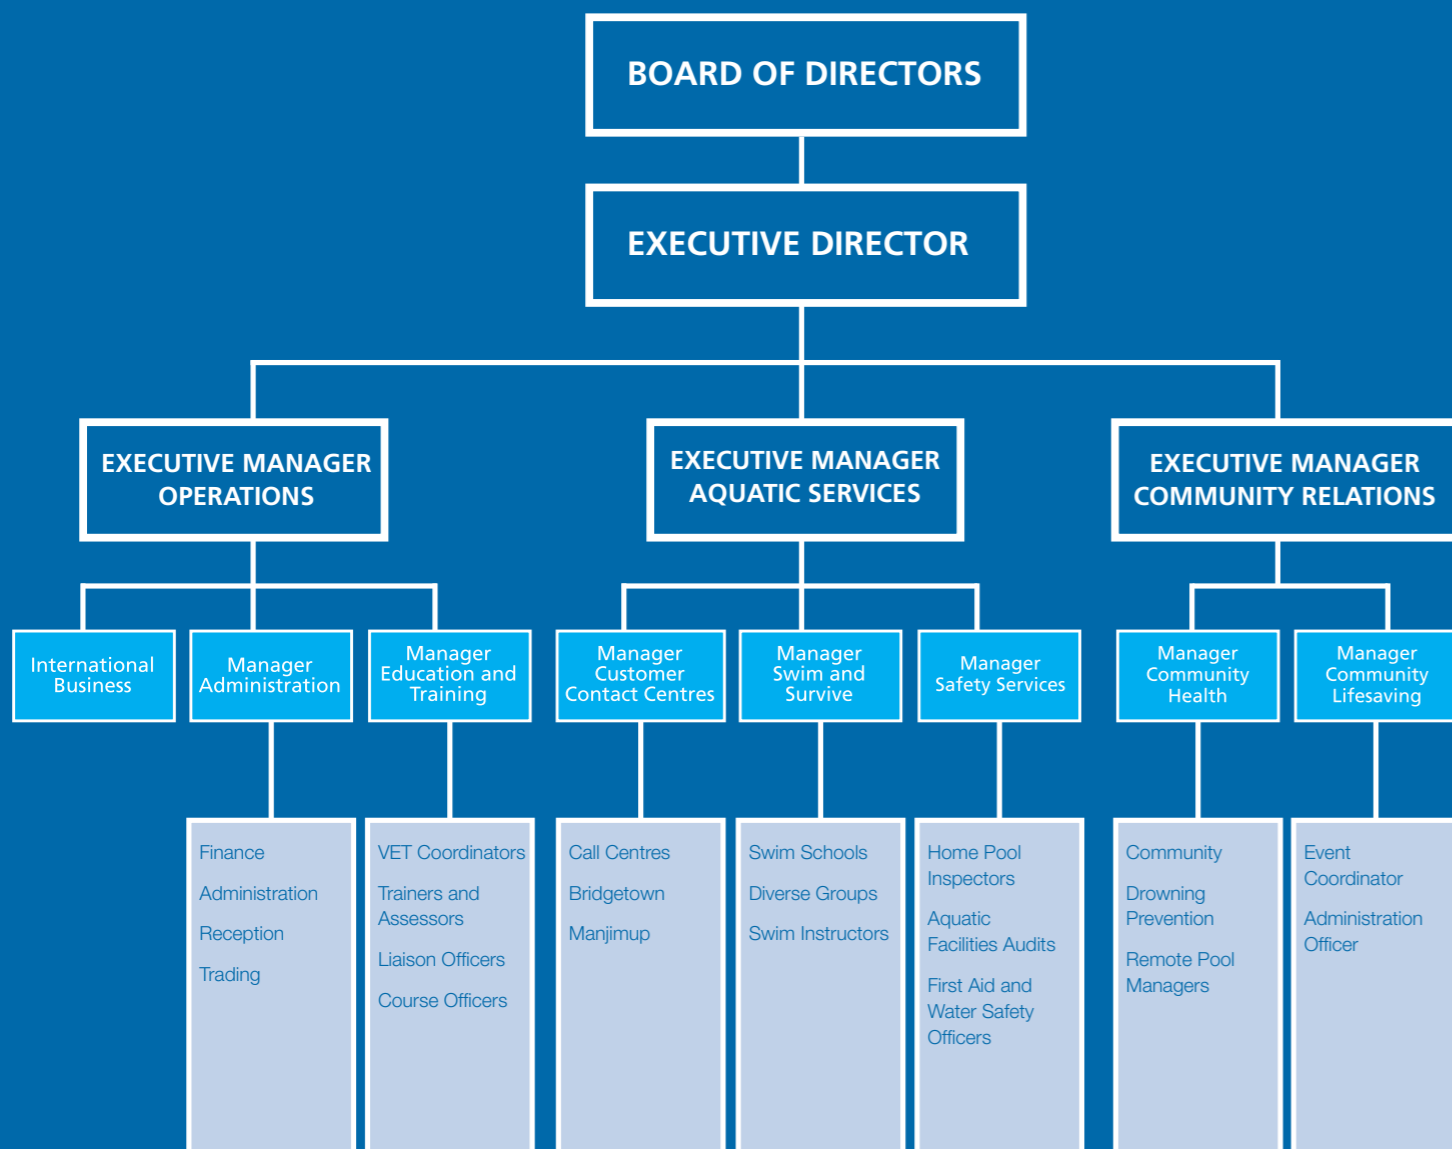 BOARD OF DIRECTORS
EXECUTIVE DIRECTOR
EXECUTIVE MANAGER
OPERATIONS
EXECUTIVE MANAGER
AQUATIC SERVICES
EXECUTIVE MANAGER
COMMUNITY RELATIONS
International
Business
Manager
Administration
Manager
Education and
Training
Manager
Customer
Contact Centres
Manager
Swim and
Survive
Manager
Safety Services
Manager
Community
Health
Manager
Community
Lifesaving
Finance
Administration
Reception
Trading
VET Coordinators
Trainers and
Assessors
Liaison Officers
Course Officers
Call Centres
Bridgetown
Manjimup
Swim Schools
Diverse Groups
Swim Instructors
Home Pool
Inspectors
Aquatic
Facilities Audits
First Aid and
Water Safety
Officers
Community
Drowning
Prevention
Remote Pool
Managers
Event
Coordinator
Administration
Officer